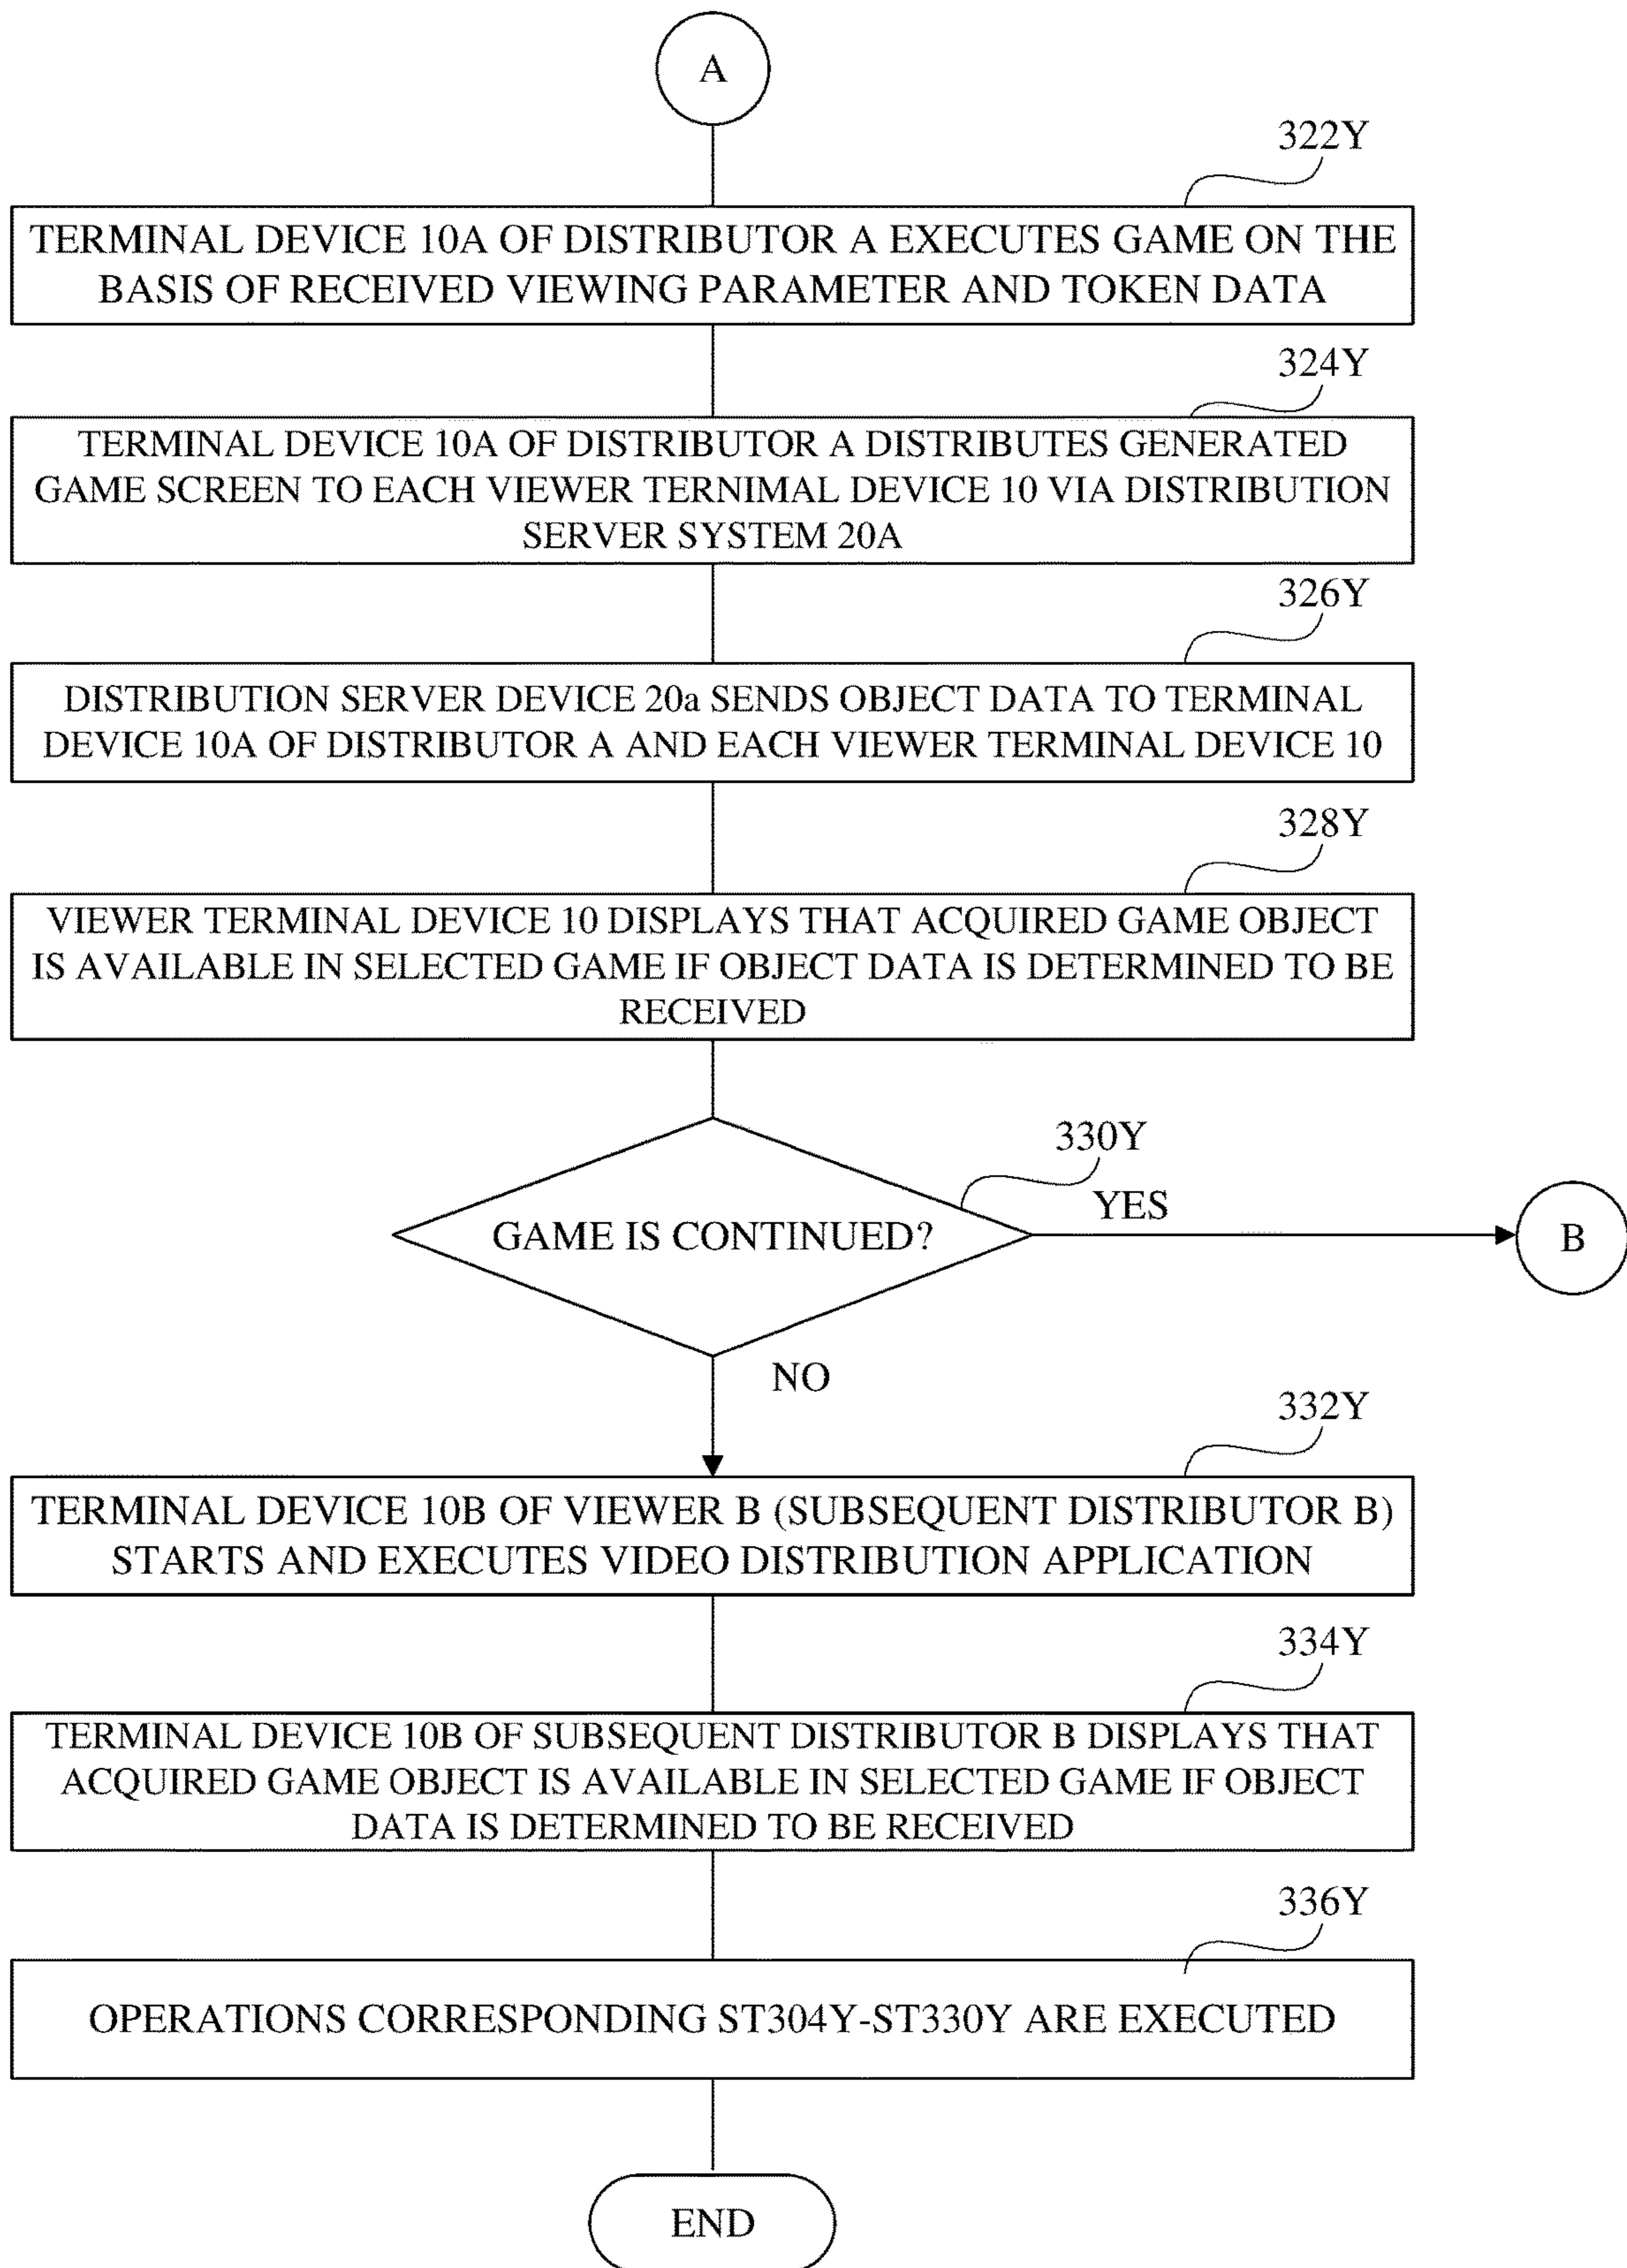 A
322Y
TERMINAL DEVICE 10A OF DISTRIBUTOR A EXECUTES GAME ON THE
BASIS OF RECEIVED VIEWING PARAMETER AND TOKEN DATA
324Y
TERMINAL DEVICE 10A OF DISTRIBUTOR A DISTRIBUTES GENERATED
GAME SCREEN TO EACH VIEWER TERNIMAL DEVICE 10 VIA DISTRIBUTION
SERVER SYSTEM 20A
326Y
DISTRIBUTION SERVER DEVICE 20a SENDS OBJECT DATA TO TERMINAL
DEVICE 10A OF DISTRIBUTOR A AND EACH VIEWER TERMINAL DEVICE 10
328Y
VIEWER TERMINAL DEVICE 10 DISPLAYS THAT ACQUIRED GAME OBJECT
IS AVAILABLE IN SELECTED GAME IF OBJECT DATA IS DETERMINED TO BE
RECEIVED
330Y
YES
GAME IS CONTINUED?
B
NO
332Y
TERMINAL DEVICE 10B OF VIEWER B (SUBSEQUENT DISTRIBUTOR B)
STARTS AND EXECUTES VIDEO DISTRIBUTION APPLICATION
334Y
TERMINAL DEVICE 10B OF SUBSEQUENT DISTRIBUTOR B DISPLAYS THAT
ACQUIRED GAME OBJECT IS AVAILABLE IN SELECTED GAME IF OBJECT
DATA IS DETERMINED TO BE RECEIVED
336Y
OPERATIONS CORRESPONDING ST304Y-ST330Y ARE EXECUTED
END